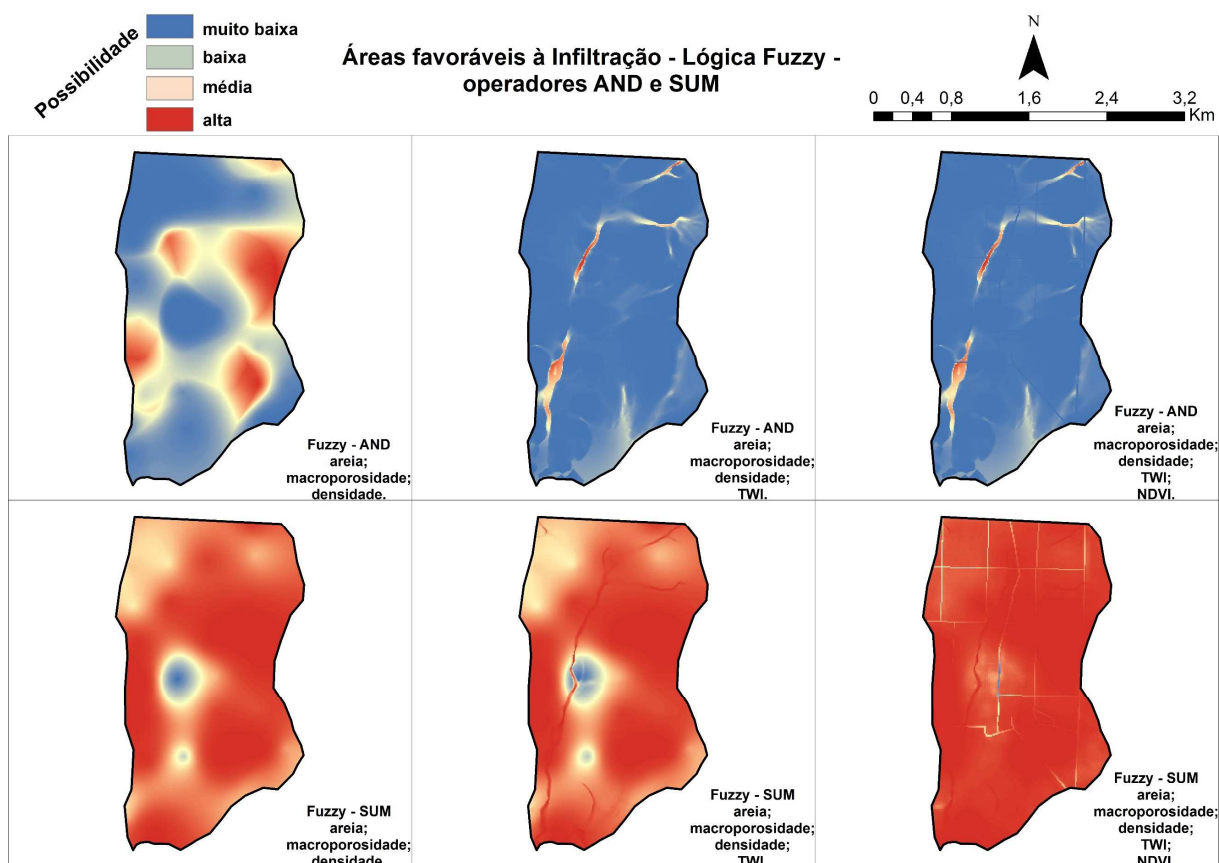 Possibilidade
muito baixa
baixa
média
alta
Áreas favoráveis à Infiltração - Lógica Fuzzy -
operadores AND e SUM
N
0 0,4 0,8 1,6 2,4 3,2
Km
Fuzzy - AND
areia;
macroporosidade;
densidade.
Fuzzy - AND
areia;
macroporosidade;
densidade;
TWI.
Fuzzy - AND
areia;
macroporosidade;
densidade;
TWI;
NDVI.
Fuzzy - SUM
areia;
macroporosidade;
densidade.
Fuzzy - SUM
areia;
macroporosidade;
densidade;
TWI.
Fuzzy - SUM
areia;
macroporosidade;
densidade;
TWI;
NDVI.